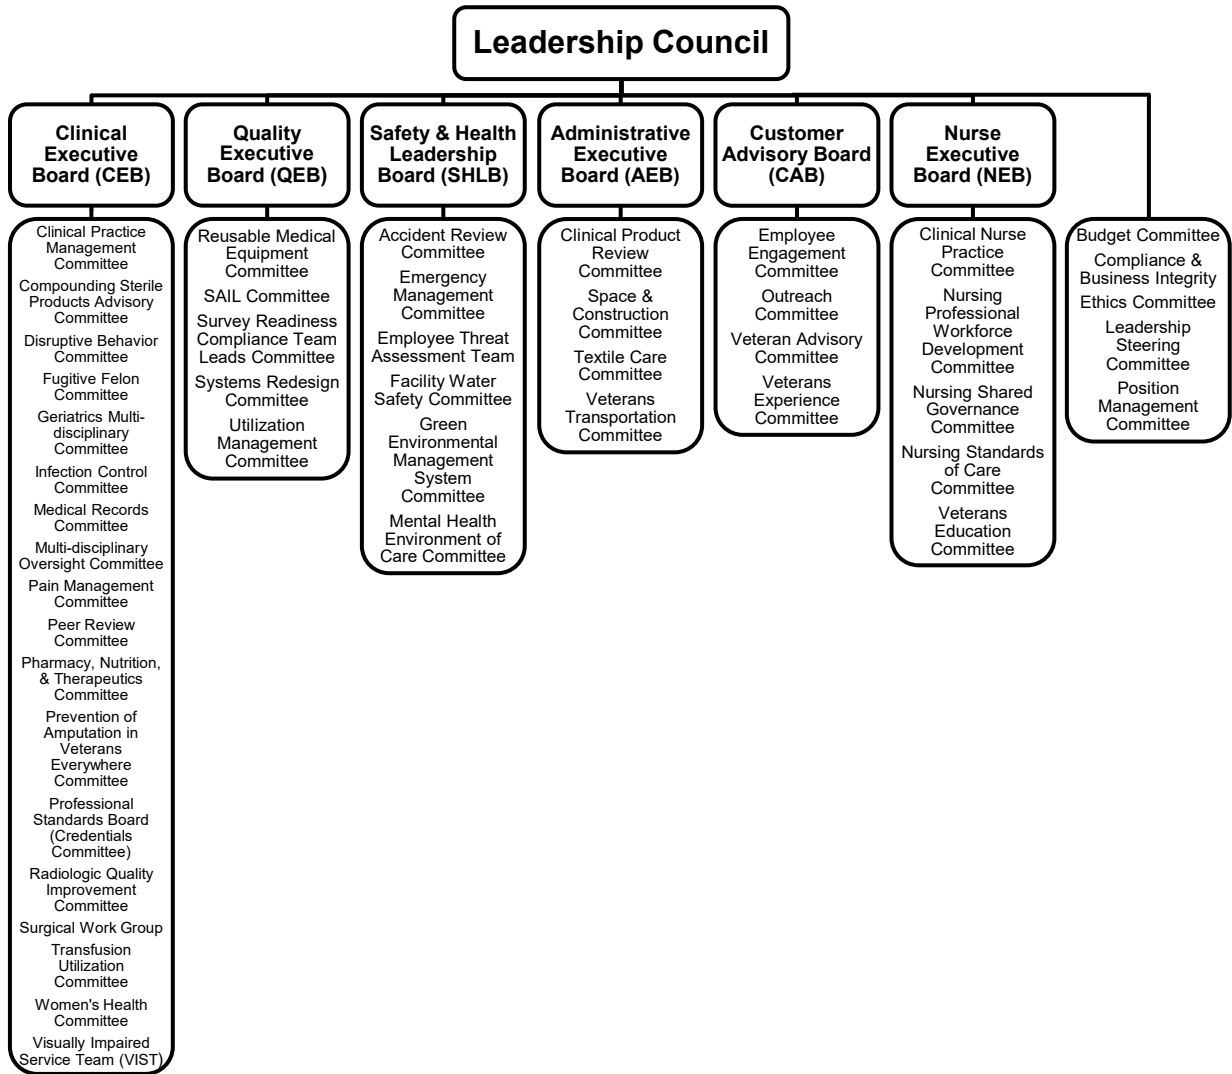 Leadership Council
Clinical
Executive
Board (CEB)
Quality
Executive
Board (QEB)
Safety & Health
Leadership
Board (SHLB)
Administrative
Executive
Board (AEB)
Customer
Advisory Board
(CAB)
Nurse
Executive
Board (NEB)
Clinical Practice
Management
Committee
Compounding Sterile
Products Advisory
Committee
Disruptive Behavior
Committee
Fugitive Felon
Committee
Geriatrics Multi-
disciplinary
Committee
Infection Control
Committee
Medical Records
Committee
Multi-disciplinary
Oversight Committee
Pain Management
Committee
Peer Review
Committee
Pharmacy, Nutrition,
& Therapeutics
Committee
Prevention of
Amputation in
Veterans
Everywhere
Committee
Professional
Standards Board
(Credentials
Committee)
Radiologic Quality
Improvement
Committee
Surgical Work Group
Transfusion
Utilization
Committee
Women's Health
Committee
Visually Impaired
Service Team (VIST)
Reusable Medical
Equipment
Committee
SAIL Committee
Survey Readiness
Compliance Team
Leads Committee
Systems Redesign
Committee
Utilization
Management
Committee
Accident Review
Committee
Emergency
Management
Committee
Employee Threat
Assessment Team
Facility Water
Safety Committee
Green
Environmental
Management
System
Committee
Mental Health
Environment of
Care Committee
Clinical Product
Review
Committee
Space &
Construction
Committee
Textile Care
Committee
Veterans
Transportation
Committee
Employee
Engagement
Committee
Outreach
Committee
Veteran Advisory
Committee
Veterans
Experience
Committee
Clinical Nurse
Practice
Committee
Nursing
Professional
Workforce
Development
Committee
Nursing Shared
Governance
Committee
Nursing Standards
of Care
Committee
Veterans
Education
Committee
Budget Committee
Compliance &
Business Integrity
Ethics Committee
Leadership
Steering
Committee
Position
Management
Committee